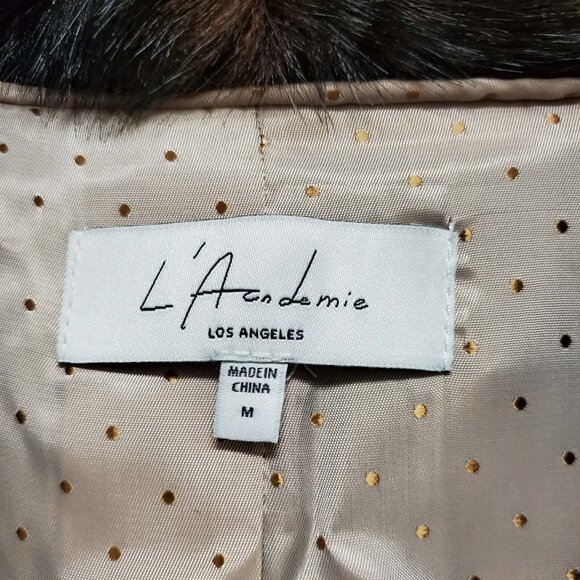 L'Academie
LOS ANGELES
MADE IN
CHINA
M